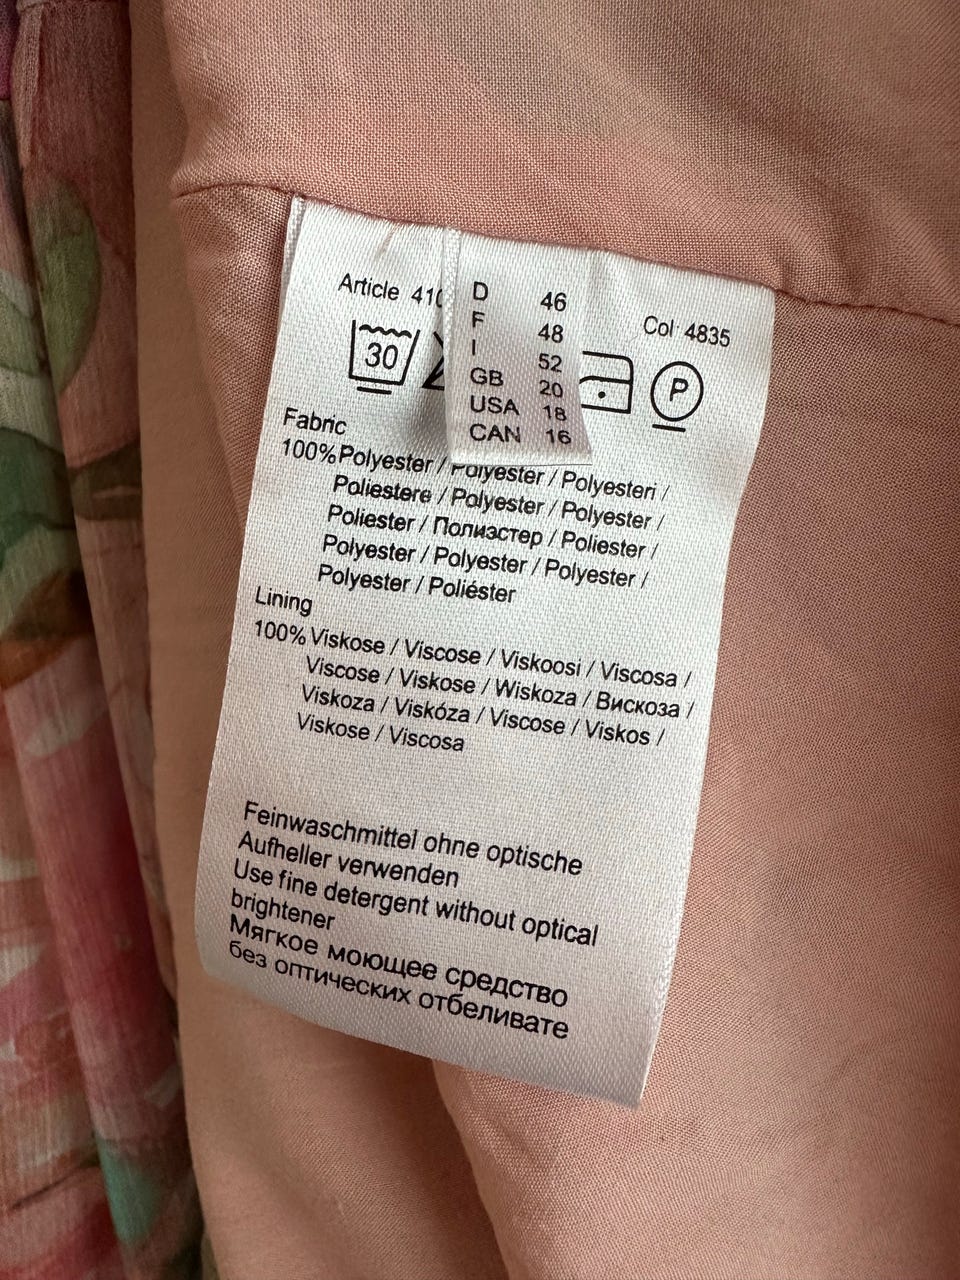 Article 410
D 46
F 48
I 52
GB 20
USA 18
CAN 16
Col 4835
30
P
Fabric
100% Polyester / Polyester / Polyesteri /
Poliestere / Polyester / Polyester /
Poliester / Полиэстер / Poliester /
Polyester / Polyester / Polyester /
Polyester / Poliéster
Lining
100% Viskose / Viscose / Viskoosi / Viscosa /
Viscose / Viskose / Wiskoza / Вискоза /
Viskoza / Viskóza / Viscose / Viskos /
Viskose / Viscosa
Feinwaschmittel ohne optische
Aufheller verwenden
Use fine detergent without optical
brightener
Мягкое моющее средство
без оптических отбеливате